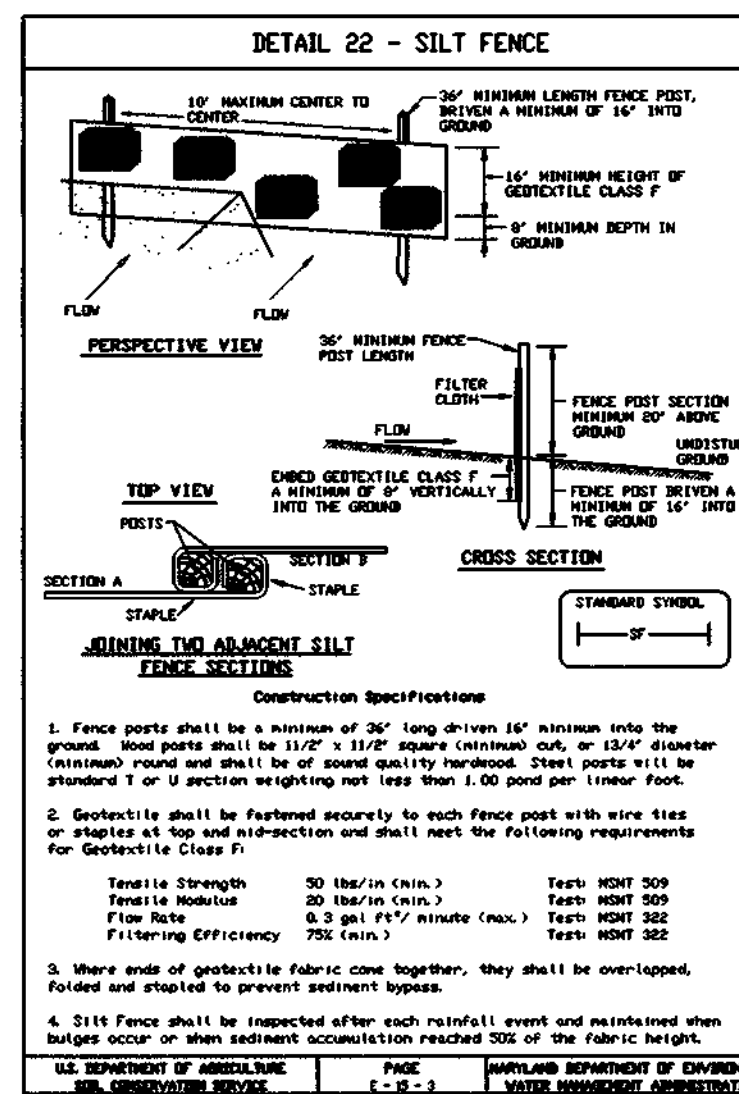 DETAIL 22 - SILT FENCE
10' MAXIMUM CENTER TO
CENTER
36" MINIMUM LENGTH FENCE POST,
DRIVEN A MINIMUM OF 16" INTO
GROUND
16" MINIMUM HEIGHT OF
GEOTEXTILE CLASS F
8" MINIMUM DEPTH IN
GROUND
FLOW
FLOW
PERSPECTIVE VIEW
36" MINIMUM FENCE
POST LENGTH
FILTER
CLOTH
FLOW
FENCE POST SECTION
MINIMUM 20" ABOVE
GROUND
UNDISTU
GROUND
EMBED GEOTEXTILE CLASS F
A MINIMUM OF 8" VERTICALLY
INTO THE GROUND
FENCE POST DRIVEN A
MINIMUM OF 16" INTO
THE GROUND
CROSS SECTION
TOP VIEW
POSTS
SECTION B
SECTION A
STAPLE
STAPLE
JOINING TWO ADJACENT SILT
FENCE SECTIONS
STANDARD SYMBOL
SF
Construction Specifications
1. Fence posts shall be a minimum of 36" long driven 16" minimum into the
ground. Wood posts shall be 11/2" x 11/2" square (minimum) cut, or 13/4" diameter
(minimum) round and shall be of sound quality hardwood. Steel posts will be
standard T or U section weighting not less than 1.00 pond per linear foot.
2. Geotextile shall be fastened securely to each fence post with wire ties
or staples at top and mid-section and shall meet the following requirements
for Geotextile Class F:
Tensile Strength 50 lbs/in (min.) Test: MSMT 509
Tensile Modulus 20 lbs/in (min.) Test: MSMT 509
Flow Rate 0.3 gal ft²/ minute (max.) Test: MSMT 322
Filtering Efficiency 75% (min.) Test: MSMT 322
3. Where ends of geotextile fabric come together, they shall be overlapped,
folded and stapled to prevent sediment bypass.
4. Silt Fence shall be inspected after each rainfall event and maintained when
bulges occur or when sediment accumulation reached 50% of the fabric height.
U.S. DEPARTMENT OF AGRICULTURE
SOIL CONSERVATION SERVICE
PAGE
E - 15 - 3
MARYLAND DEPARTMENT OF ENVIRON
WATER MANAGEMENT ADMINISTRAT